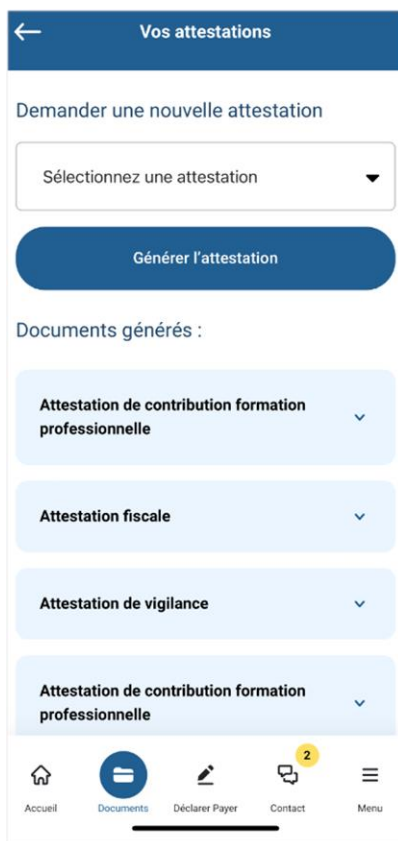 Vos attestations
Demander une nouvelle attestation
Sélectionnez une attestation
Générer l'attestation
Documents générés :
Attestation de contribution formation
professionnelle
Attestation fiscale
Attestation de vigilance
Attestation de contribution formation
professionnelle
2
Accueil Documents Déclarer Payer Contact Menu